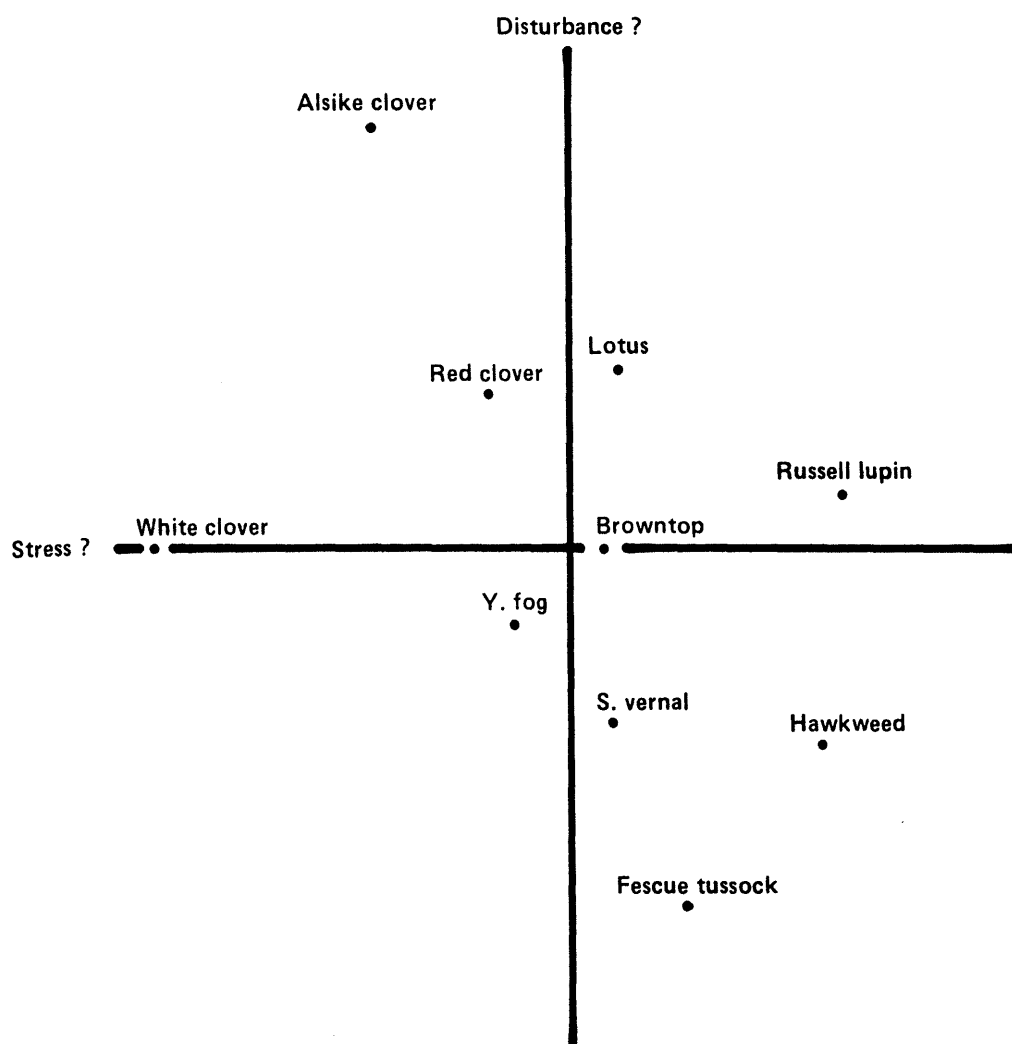 Disturbance ?
Alsike clover
Lotus
Red clover
Russell lupin
White clover
Browntop
Stress ?
Y. fog
S. vernal
Hawkweed
Fescue tussock